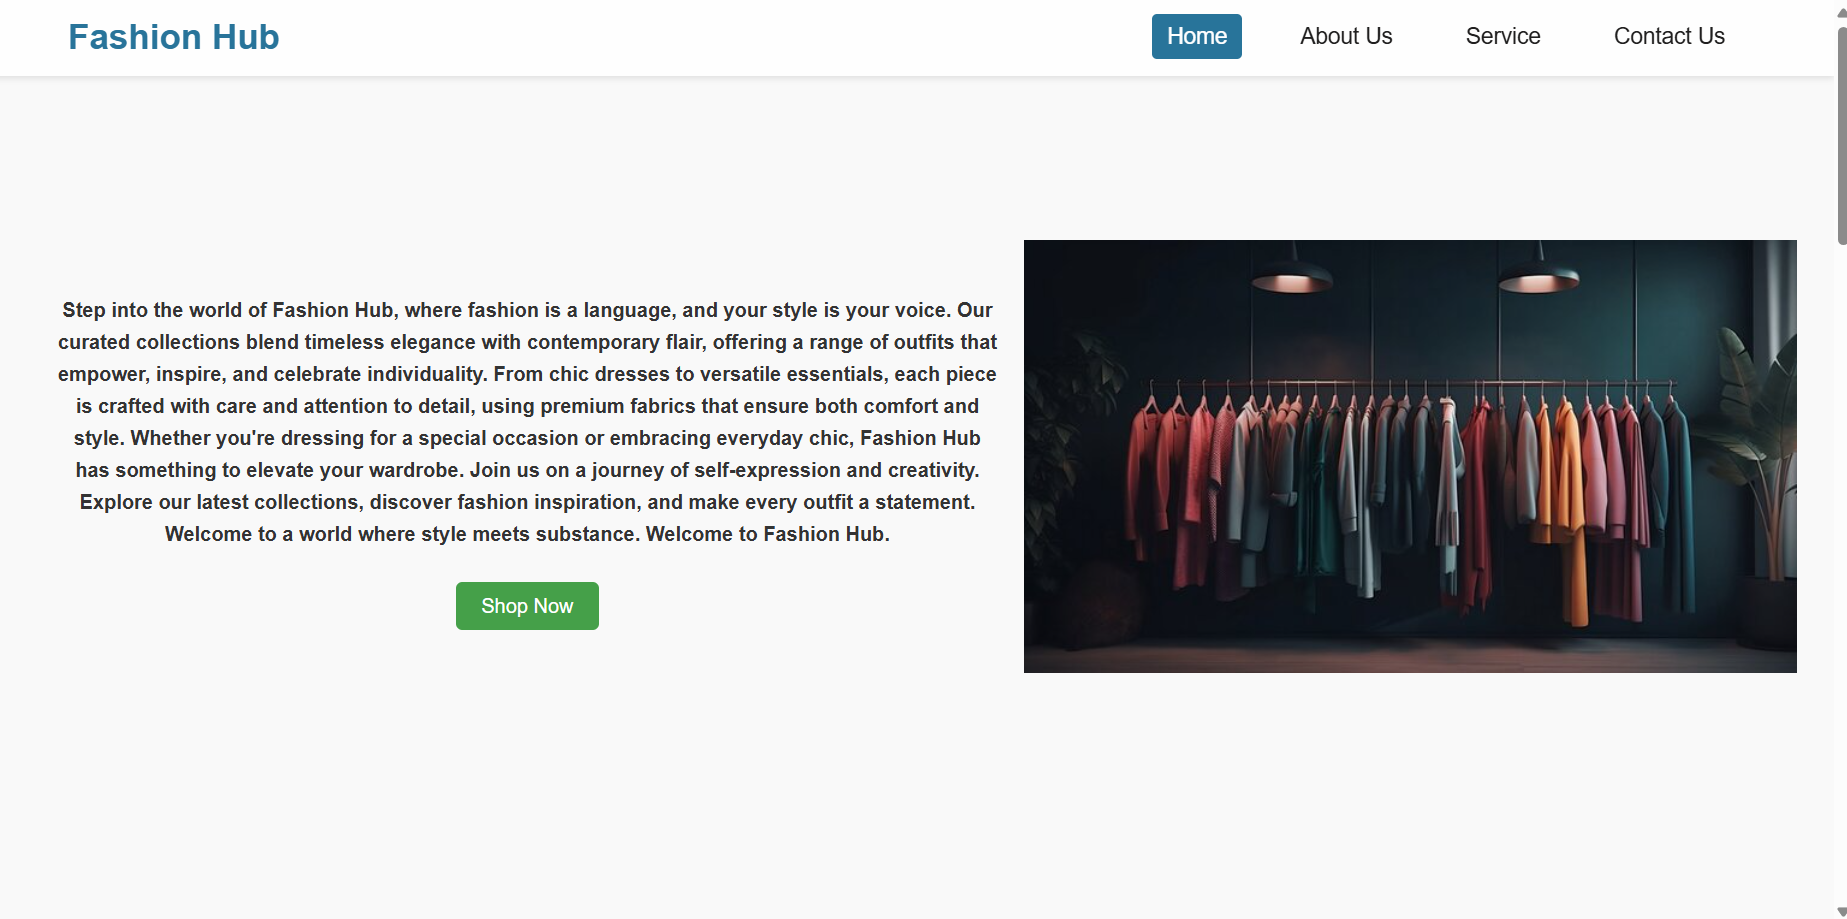 Fashion Hub
Home
About Us
Service
Contact Us
Step into the world of Fashion Hub, where fashion is a language, and your style is your voice. Our
curated collections blend timeless elegance with contemporary flair, offering a range of outfits that
empower, inspire, and celebrate individuality. From chic dresses to versatile essentials, each piece
is crafted with care and attention to detail, using premium fabrics that ensure both comfort and
style. Whether you're dressing for a special occasion or embracing everyday chic, Fashion Hub
has something to elevate your wardrobe. Join us on a journey of self-expression and creativity.
Explore our latest collections, discover fashion inspiration, and make every outfit a statement.
Welcome to a world where style meets substance. Welcome to Fashion Hub.
Shop Now